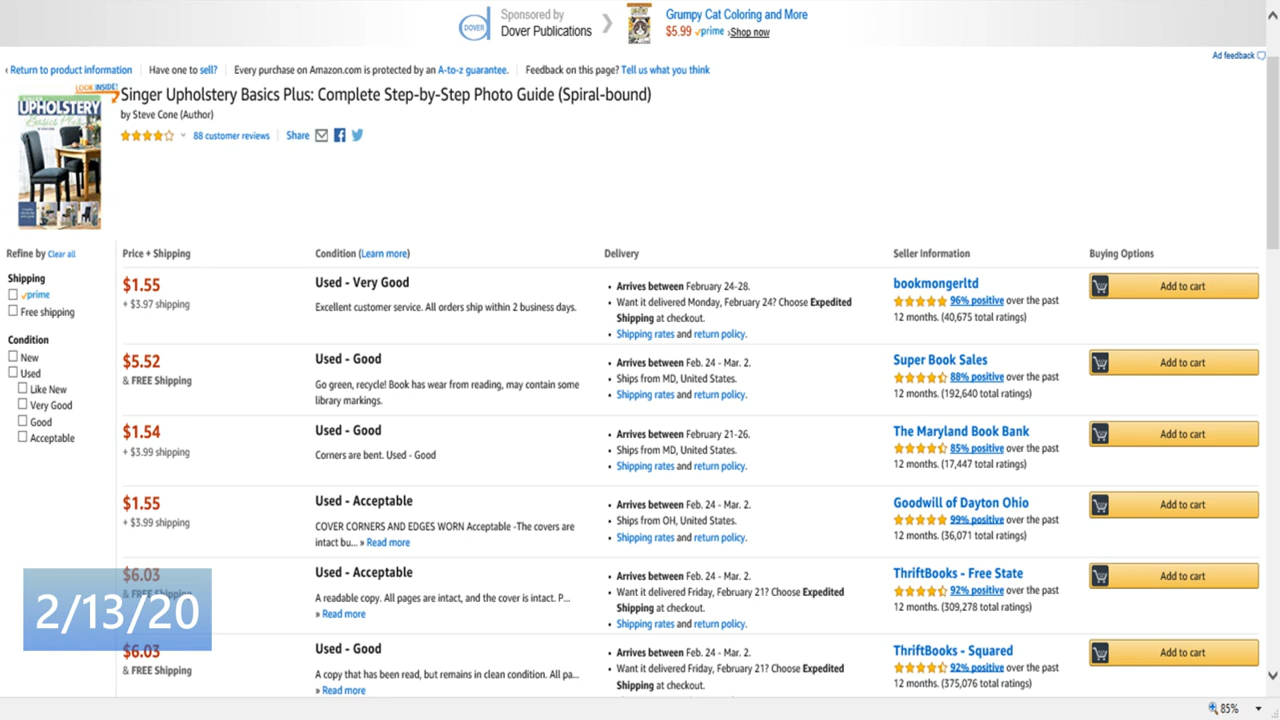 DOVER
Sponsored by
Dover Publications
Grumpy Cat Coloring and More
$5.99 prime ›Shop now
Ad feedback
‹ Return to product information
Have one to sell?
Every purchase on Amazon.com is protected by an A-to-z guarantee.
Feedback on this page? Tell us what you think
LOOK INSIDE!
UPHOLSTERY
Basics Plus
Singer Upholstery Basics Plus: Complete Step-by-Step Photo Guide (Spiral-bound)
by Steve Cone (Author)
88 customer reviews
Share
Refine by Clear all
Shipping
prime
Free shipping
Condition
New
Used
Like New
Very Good
Good
Acceptable
Price + Shipping
Condition (Learn more)
Delivery
Seller Information
Buying Options
$1.55
+ $3.97 shipping
Used - Very Good
Excellent customer service. All orders ship within 2 business days.
• Arrives between February 24-28.
• Want it delivered Monday, February 24? Choose Expedited
Shipping at checkout.
• Shipping rates and return policy.
bookmongerltd
96% positive over the past
12 months. (40,675 total ratings)
Add to cart
$5.52
& FREE Shipping
Used - Good
Go green, recycle! Book has wear from reading, may contain some
library markings.
• Arrives between Feb. 24 - Mar. 2.
• Ships from MD, United States.
• Shipping rates and return policy.
Super Book Sales
88% positive over the past
12 months. (192,640 total ratings)
Add to cart
$1.54
+ $3.99 shipping
Used - Good
Corners are bent. Used - Good
• Arrives between February 21-26.
• Ships from MD, United States.
• Shipping rates and return policy.
The Maryland Book Bank
85% positive over the past
12 months. (17,447 total ratings)
Add to cart
$1.55
+ $3.99 shipping
Used - Acceptable
COVER CORNERS AND EDGES WORN Acceptable -The covers are
intact bu... » Read more
• Arrives between Feb. 24 - Mar. 2.
• Ships from OH, United States.
• Shipping rates and return policy.
Goodwill of Dayton Ohio
99% positive over the past
12 months. (36,071 total ratings)
Add to cart
$6.03
& FREE Shipping
Used - Acceptable
A readable copy. All pages are intact, and the cover is intact. P...
» Read more
• Arrives between Feb. 24 - Mar. 2.
• Want it delivered Friday, February 21? Choose Expedited
Shipping at checkout.
• Shipping rates and return policy.
ThriftBooks - Free State
92% positive over the past
12 months. (309,278 total ratings)
Add to cart
2/13/20
$6.03
& FREE Shipping
Used - Good
A copy that has been read, but remains in clean condition. All pa...
» Read more
• Arrives between Feb. 24 - Mar. 2.
• Want it delivered Friday, February 21? Choose Expedited
Shipping at checkout.
ThriftBooks - Squared
92% positive over the past
12 months. (375,076 total ratings)
Add to cart
85%